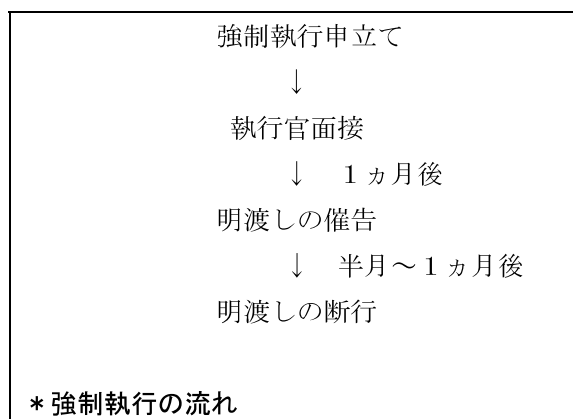 強制執行申立て
↓
執行官面接
↓　１ヵ月後
明渡しの催告
↓　半月～１ヵ月後
明渡しの断行
＊強制執行の流れ